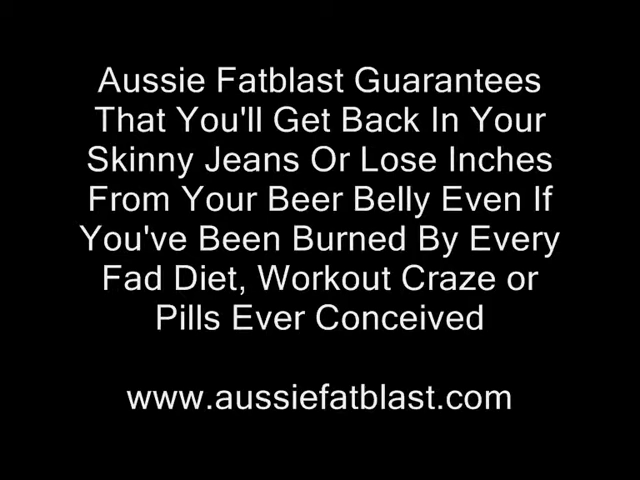 Aussie Fatblast Guarantees
That You'll Get Back In Your
Skinny Jeans Or Lose Inches
From Your Beer Belly Even If
You've Been Burned By Every
Fad Diet, Workout Craze or
Pills Ever Conceived
www.aussiefatblast.com